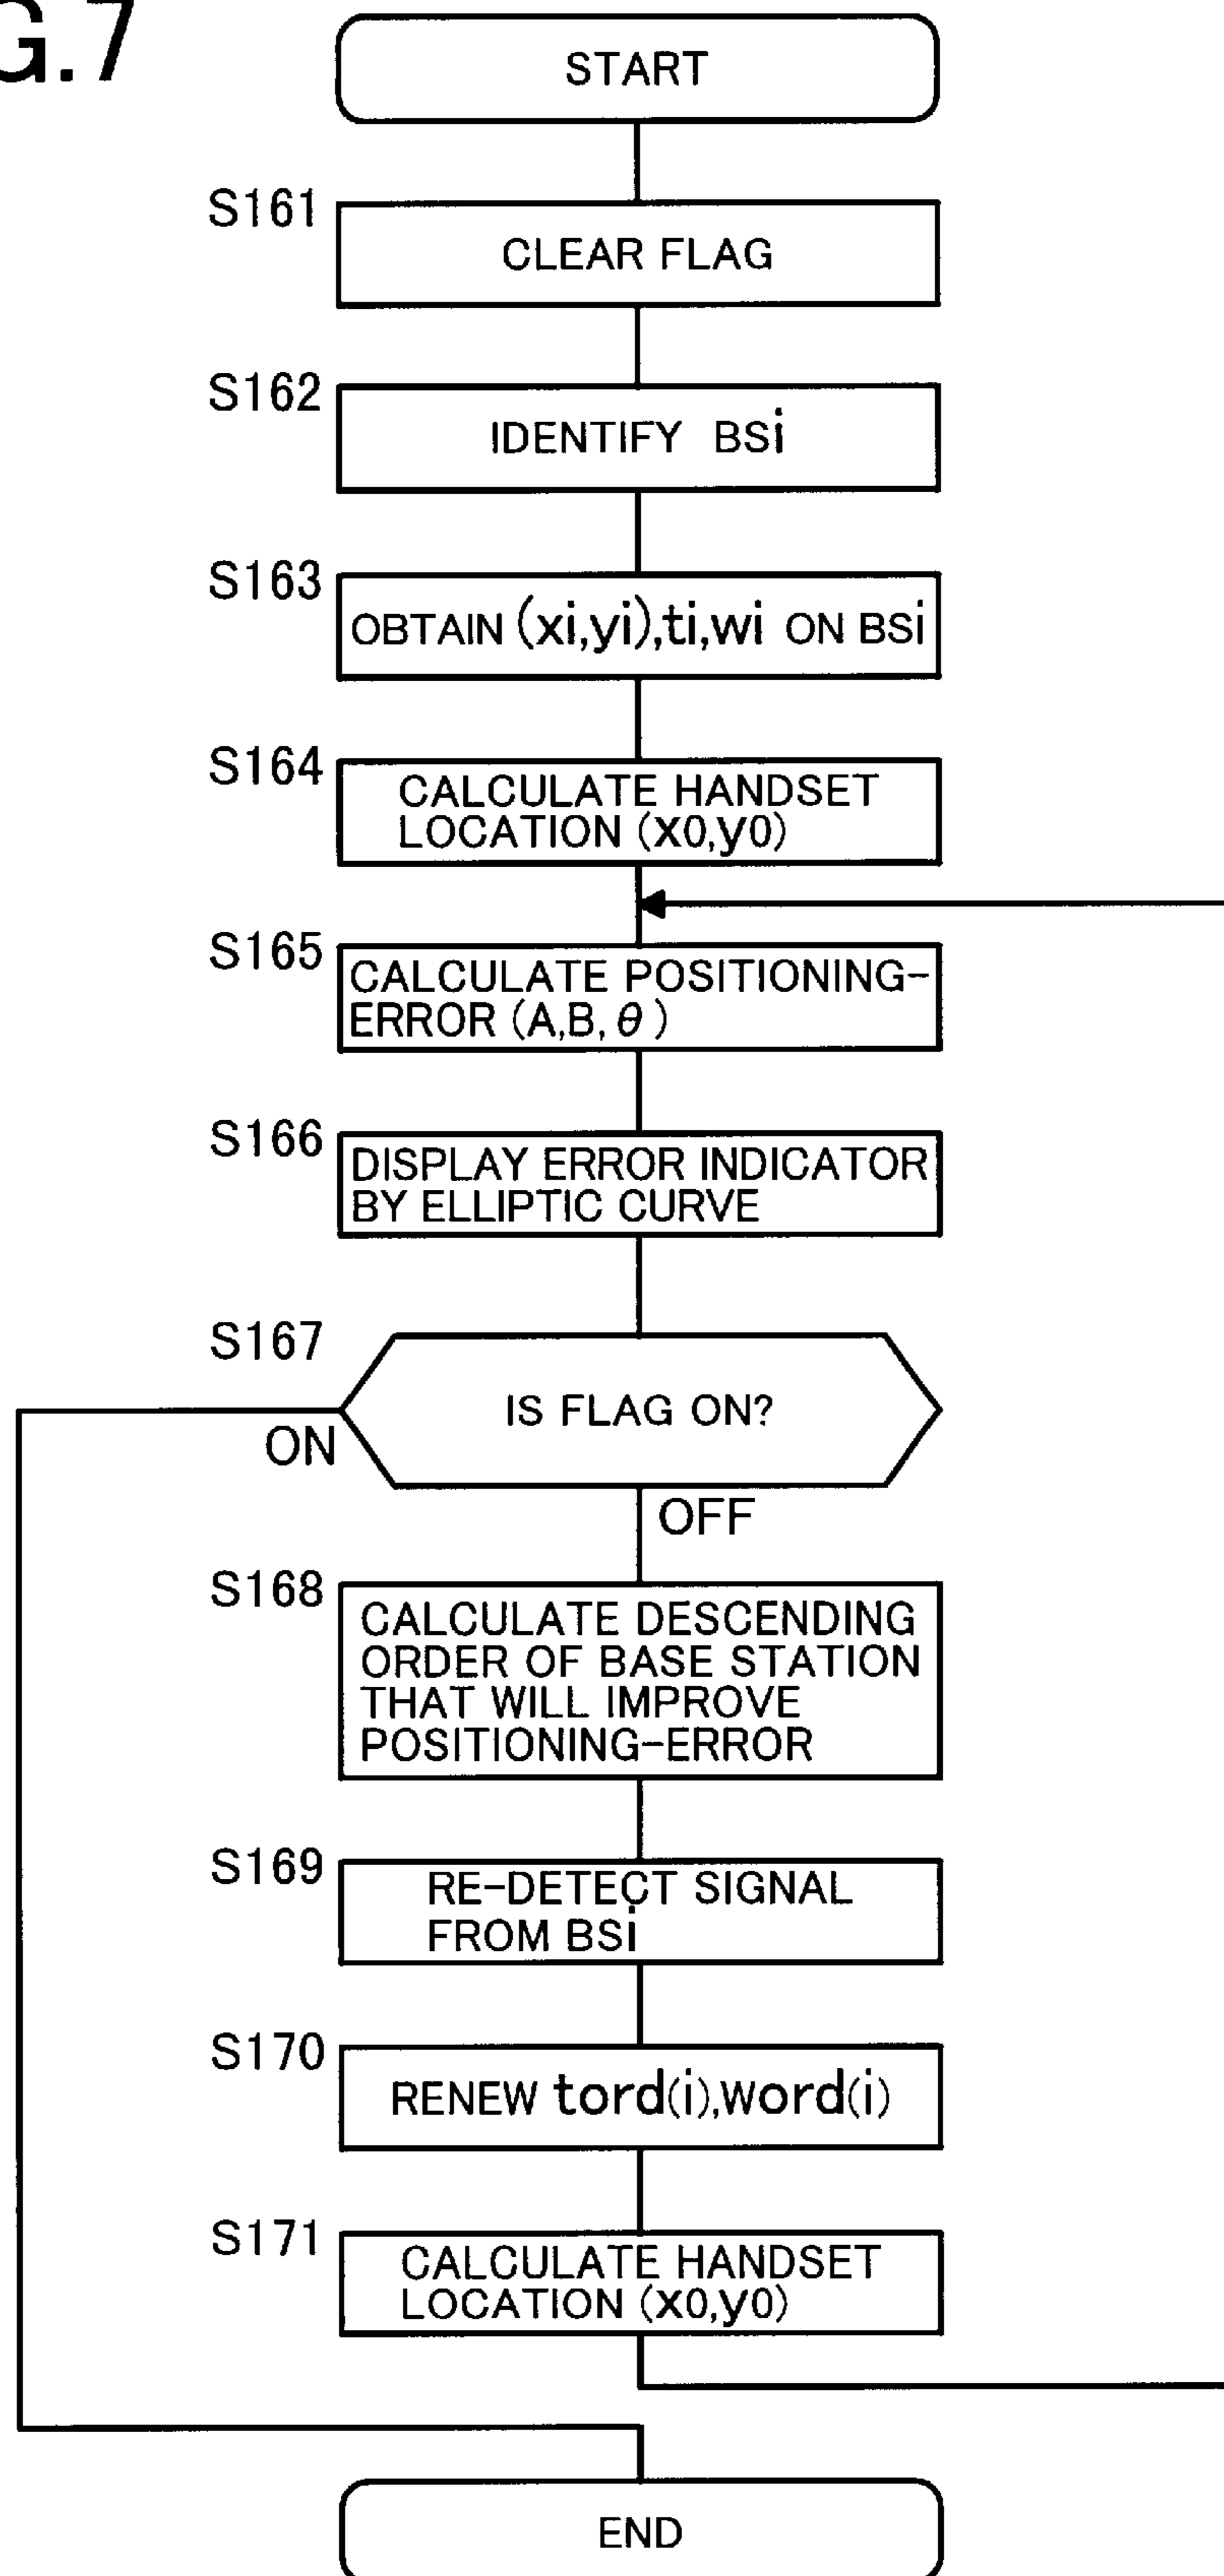 G.7
START
S161
CLEAR FLAG
S162
IDENTIFY BSi
S163
OBTAIN (xi,yi),ti,wi ON BSi
S164
CALCULATE HANDSET
LOCATION (x0,y0)
S165
CALCULATE POSITIONING-
ERROR (A,B, θ )
S166
DISPLAY ERROR INDICATOR
BY ELLIPTIC CURVE
S167
IS FLAG ON?
ON
OFF
S168
CALCULATE DESCENDING
ORDER OF BASE STATION
THAT WILL IMPROVE
POSITIONING-ERROR
S169
RE-DETECT SIGNAL
FROM BSi
S170
RENEW tord(i),word(i)
S171
CALCULATE HANDSET
LOCATION (x0,y0)
END